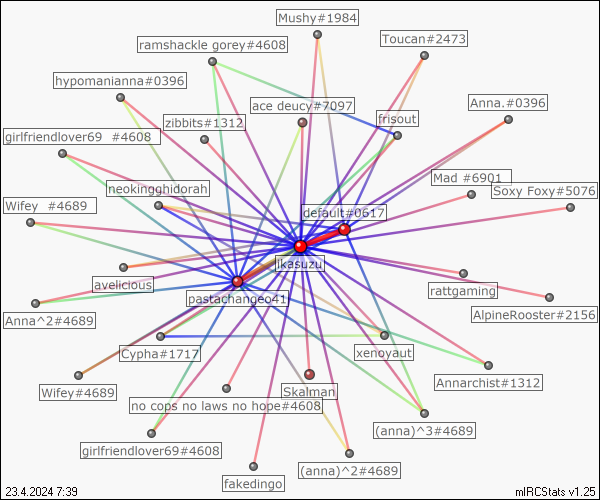 Mushy#1984
ramshackle gorey#4608
Toucan#2473
hypomanianna#0396
ace deucy#7097
Anna.#0396
zibbits#1312
frisout
girlfriendlover69 #4608
Mad #6901
neokingghidorah
Soxy Foxy#5076
Wifey #4689
default#0617
Ikasuzu
avelicious
rattgaming
pastachangeo41
Anna^2#4689
AlpineRooster#2156
Cypha#1717
xenoyaut
Wifey#4689
Skalman
Annarchist#1312
no cops no laws no hope#4608
(anna)^3#4689
girlfriendlover69#4608
(anna)^2#4689
fakedingo
23.4.2024 7:39
mIRCStats v1.25